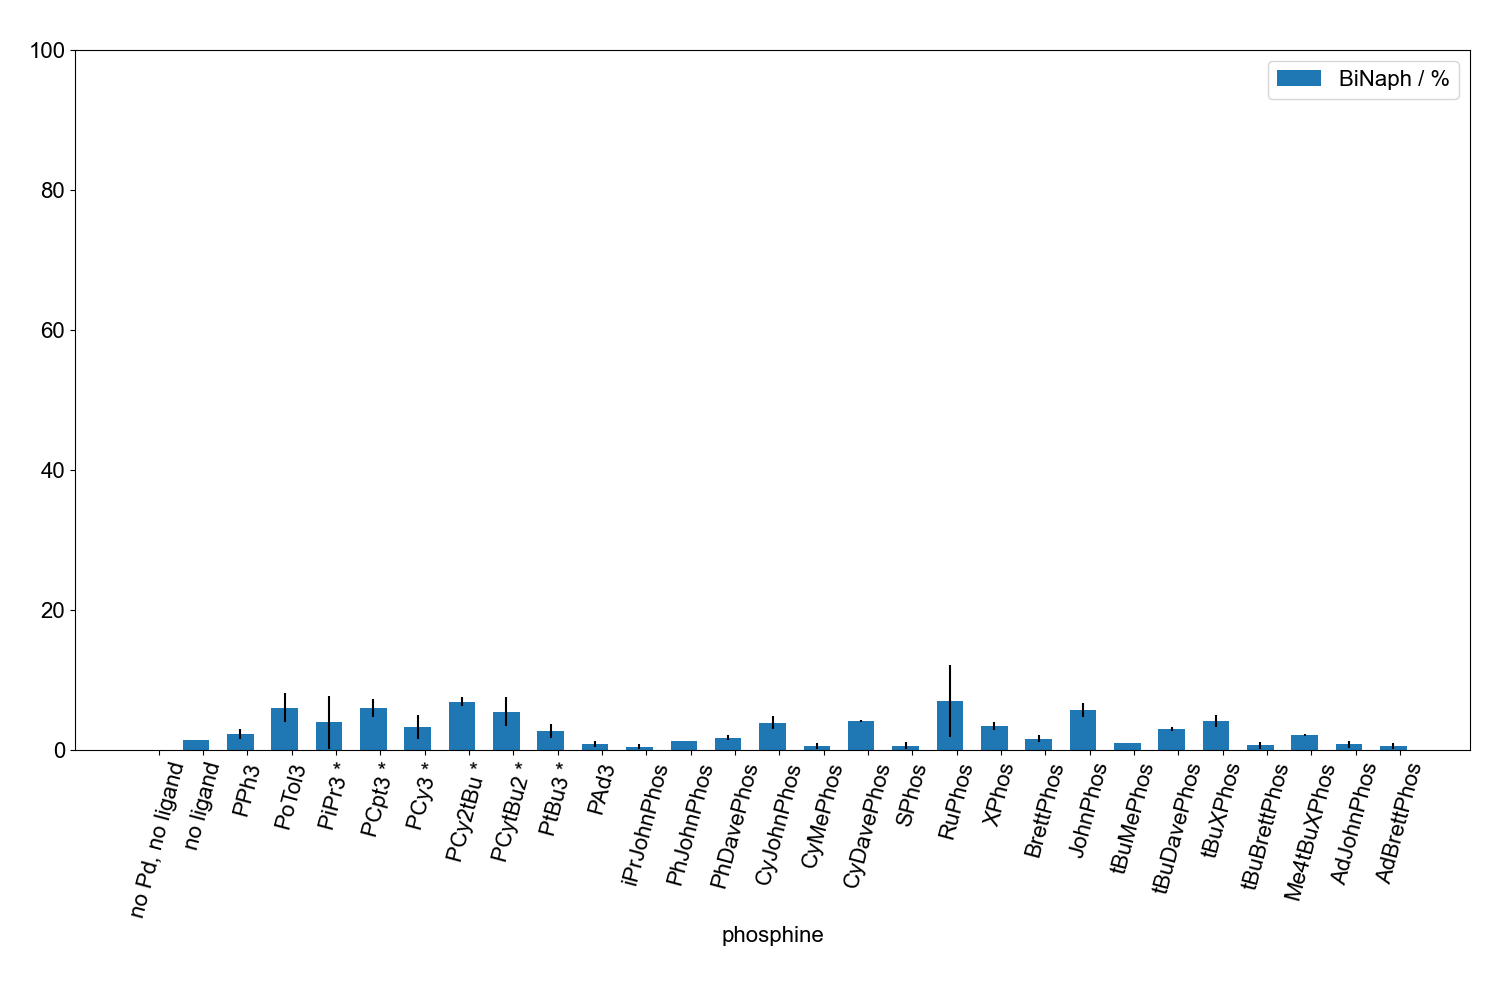 BiNaph / %
100
80
60
40
20
0
no Pd, no ligand
no ligand
PPh3
PoTol3
PiPr3 *
PCpt3 *
PCy3 *
PCy2tBu *
PCytBu2 *
PtBu3 *
PAd3
iPrJohnPhos
PhJohnPhos
PhDavePhos
CyJohnPhos
CyMePhos
CyDavePhos
SPhos
RuPhos
XPhos
BrettPhos
JohnPhos
tBuMePhos
tBuDavePhos
tBuXPhos
tBuBrettPhos
Me4tBuXPhos
AdJohnPhos
AdBrettPhos
phosphine